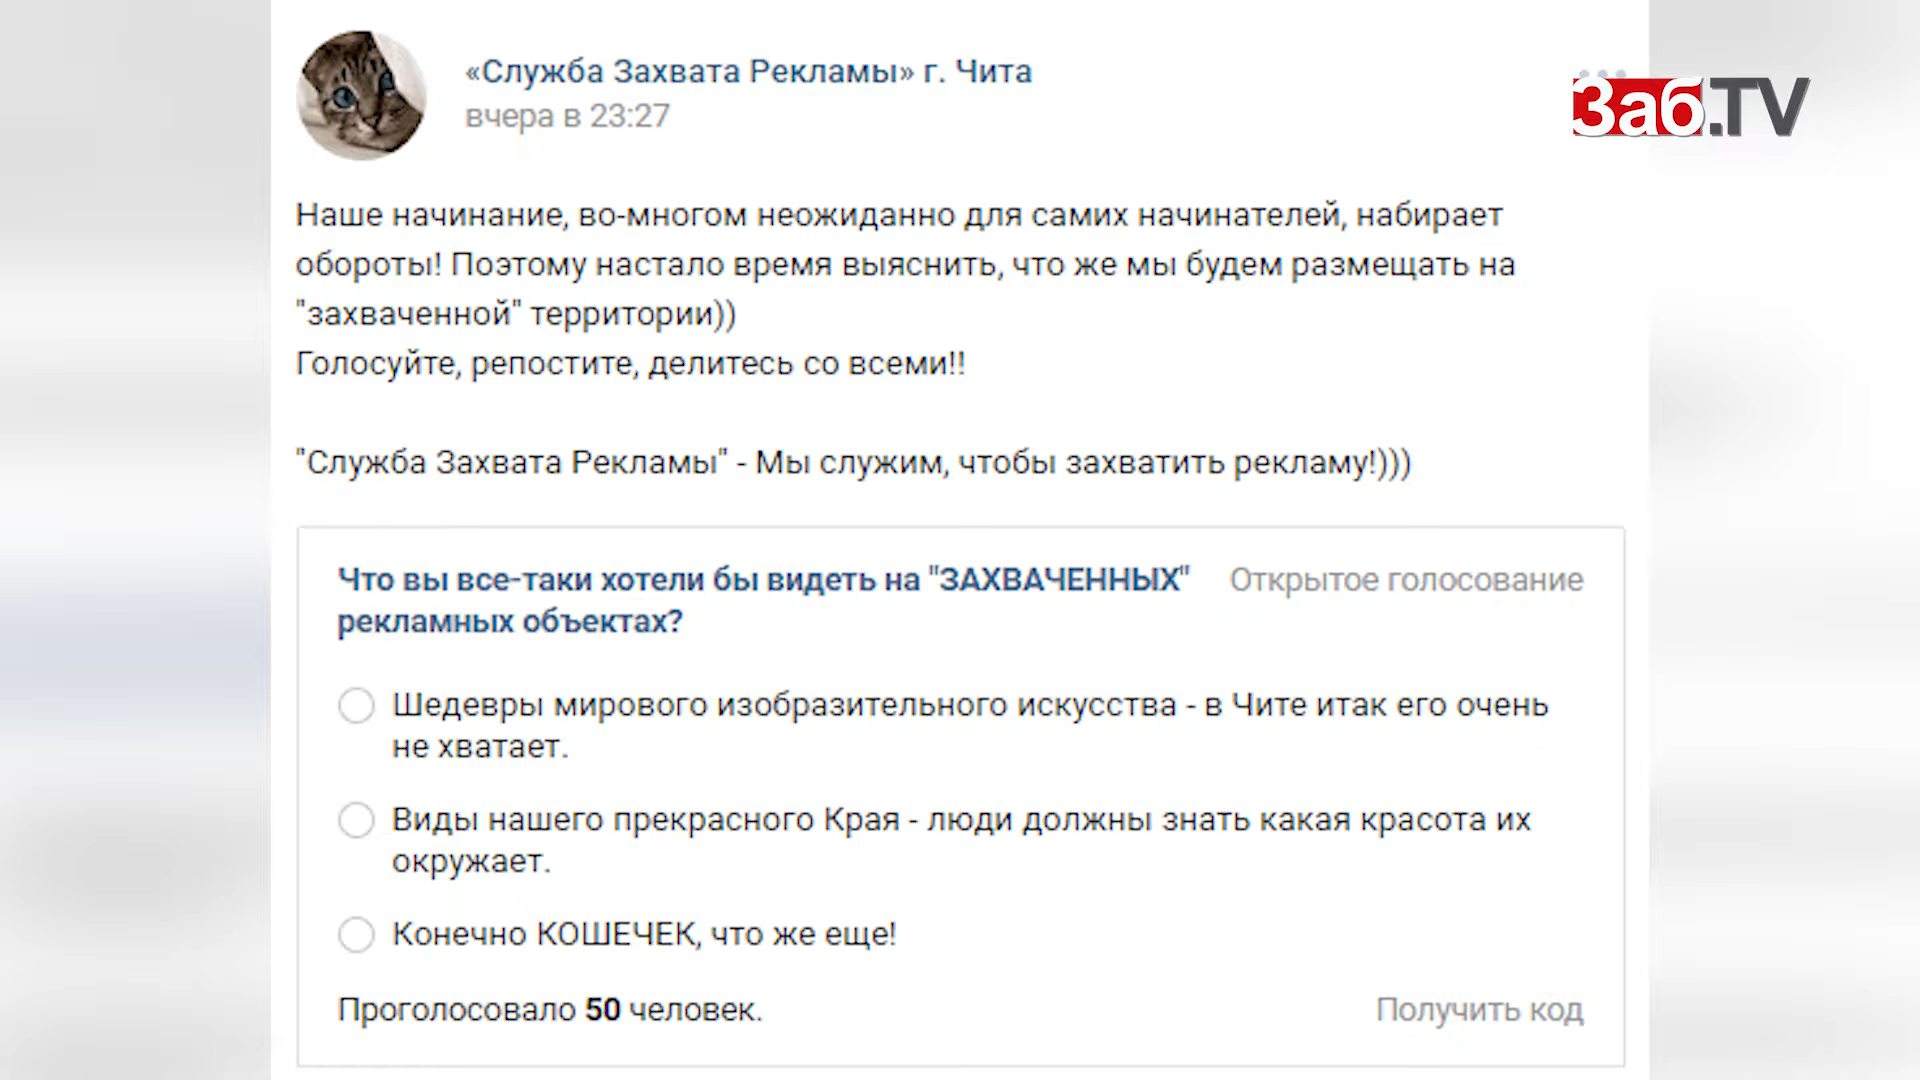 «Служба Захвата Рекламы» г. Чита
вчера в 23:27
Заб.TV
Наше начинание, во-многом неожиданно для самих начинателей, набирает
обороты! Поэтому настало время выяснить, что же мы будем размещать на
"захваченной" территории))
Голосуйте, репостите, делитесь со всеми!!
"Служба Захвата Рекламы" - Мы служим, чтобы захватить рекламу!)))
Что вы все-таки хотели бы видеть на "ЗАХВАЧЕННЫХ" Открытое голосование
рекламных объектах?
Шедевры мирового изобразительного искусства - в Чите итак его очень
не хватает.
Виды нашего прекрасного Края - люди должны знать какая красота их
окружает.
Конечно КОШЕЧЕК, что же еще!
Проголосовало 50 человек. Получить код